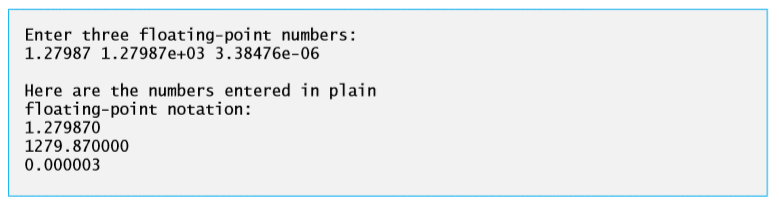 Enter three floating-point numbers:
1.27987 1.27987e+03 3.38476e-06
Here are the numbers entered in plain
floating-point notation:
1.279870
1279.870000
0.000003